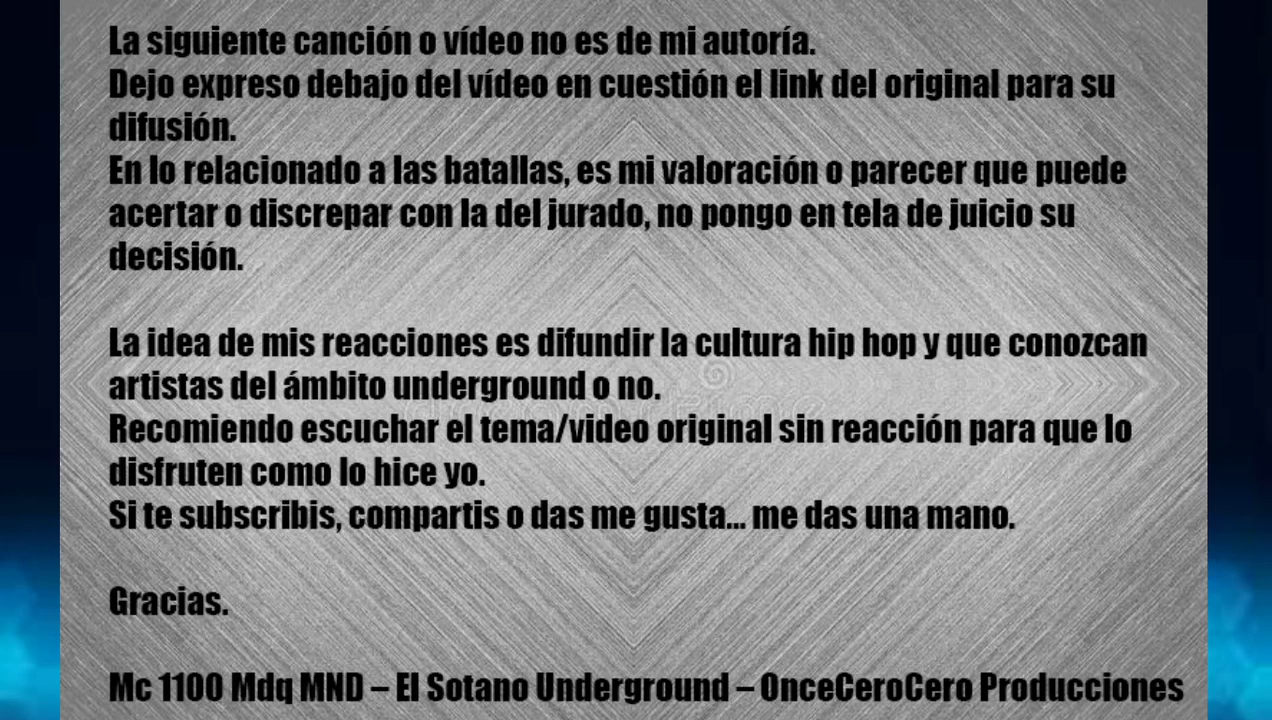 La siguiente canción o vídeo no es de mi autoría.
Dejo expreso debajo del vídeo en cuestión el link del original para su
difusión.
En lo relacionado a las batallas, es mi valoración o parecer que puede
acertar o discrepar con la del jurado, no pongo en tela de juicio su
decisión.
La idea de mis reacciones es difundir la cultura hip hop y que conozcan
artistas del ámbito underground o no.
Recomiendo escuchar el tema/video original sin reacción para que lo
disfruten como lo hice yo.
Si te subscribis, compartis o das me gusta... me das una mano.
Gracias.
Mc 1100 Mdq MND – El Sotano Underground – OnceCeroCero Producciones